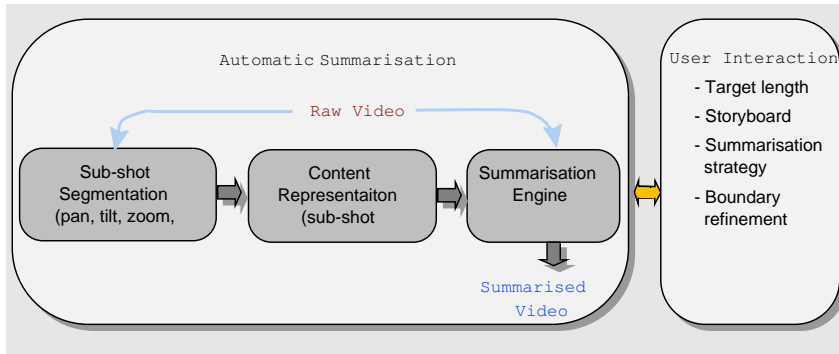 Automatic Summarisation
Raw Video
Sub-shot
Segmentation
(pan, tilt, zoom,
Content
Representaiton
(sub-shot
Summarisation
Engine
Summarised
Video
User Interaction
- Target length
- Storyboard
- Summarisation
strategy
- Boundary
refinement